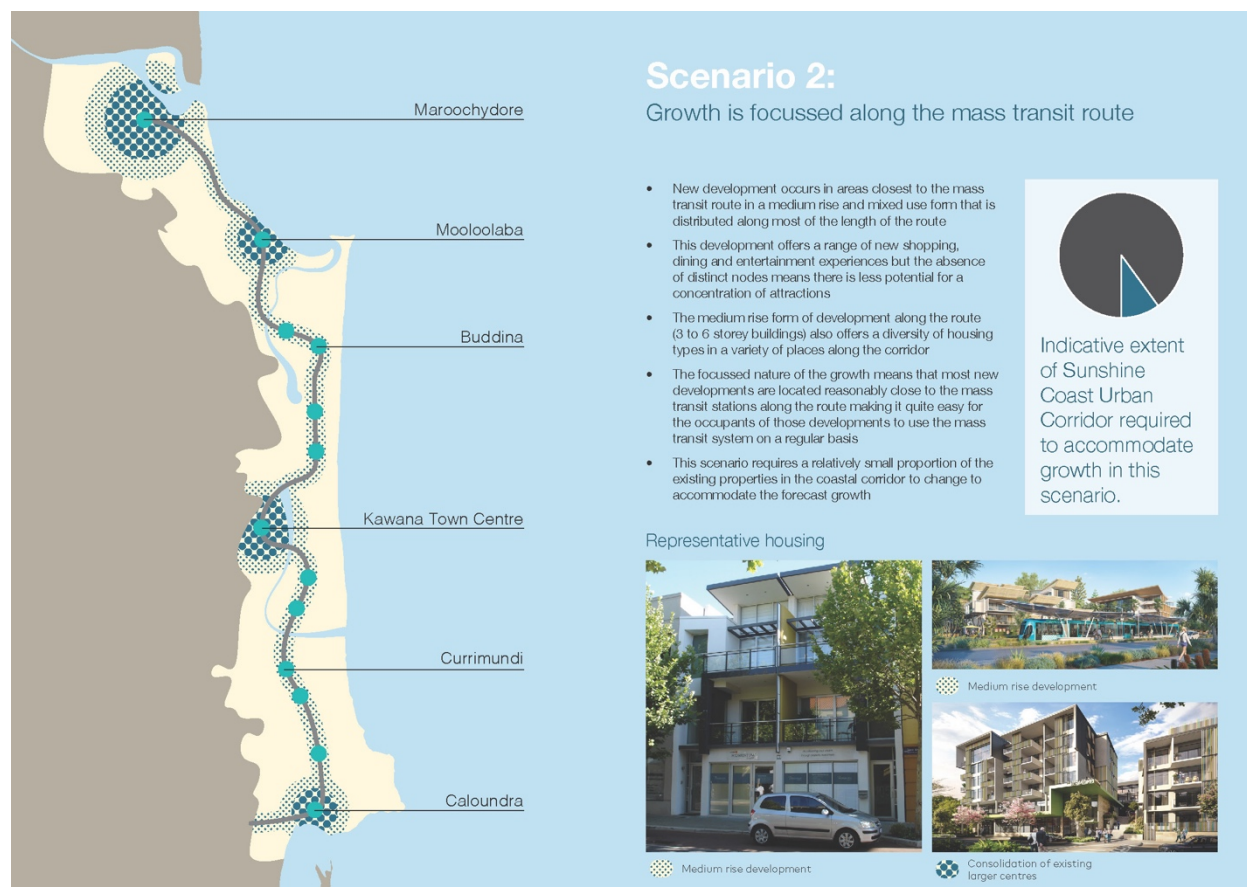 Maroochydore
Mooloolaba
Buddina
Kawana Town Centre
Currimundi
Caloundra
Scenario 2:
Growth is focussed along the mass transit route
• New development occurs in areas closest to the mass
transit route in a medium rise and mixed use form that is
distributed along most of the length of the route
• This development offers a range of new shopping,
dining and entertainment experiences but the absence
of distinct nodes means there is less potential for a
concentration of attractions
• The medium rise form of development along the route
(3 to 6 storey buildings) also offers a diversity of housing
types in a variety of places along the corridor
• The focussed nature of the growth means that most new
developments are located reasonably close to the mass
transit stations along the route making it quite easy for
the occupants of those developments to use the mass
transit system on a regular basis
• This scenario requires a relatively small proportion of the
existing properties in the coastal corridor to change to
accommodate the forecast growth
Indicative extent
of Sunshine
Coast Urban
Corridor required
to accommodate
growth in this
scenario.
Representative housing
Medium rise development
Medium rise development
Consolidation of existing
larger centres